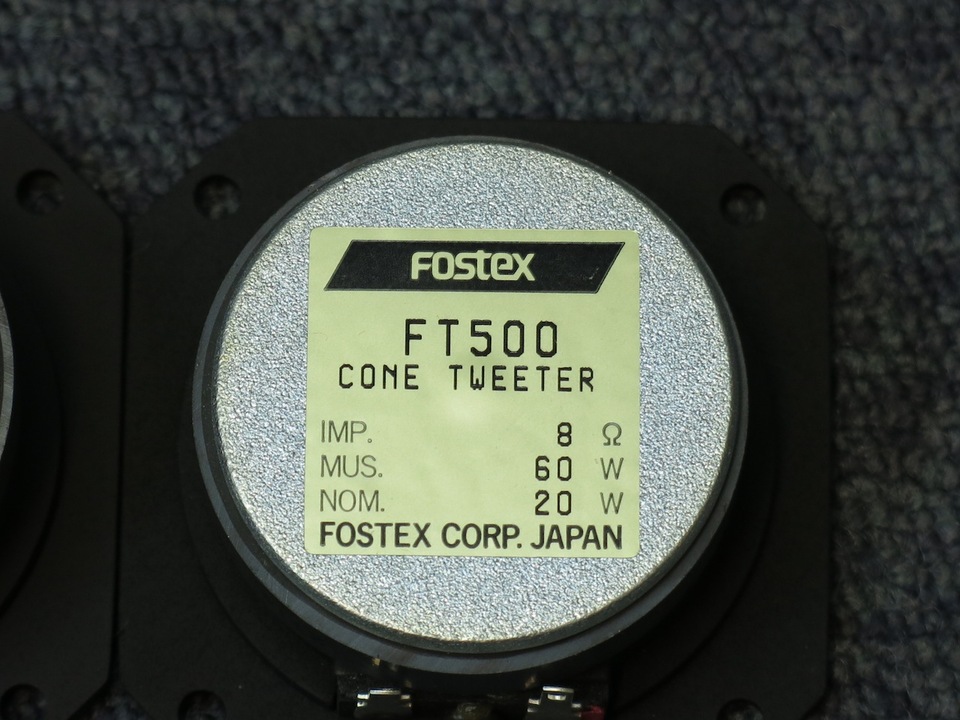 FOSTEX
FT500
CONE TWEETER
IMP. 8 Ω
MUS. 60 W
NOM. 20 W
FOSTEX CORP. JAPAN